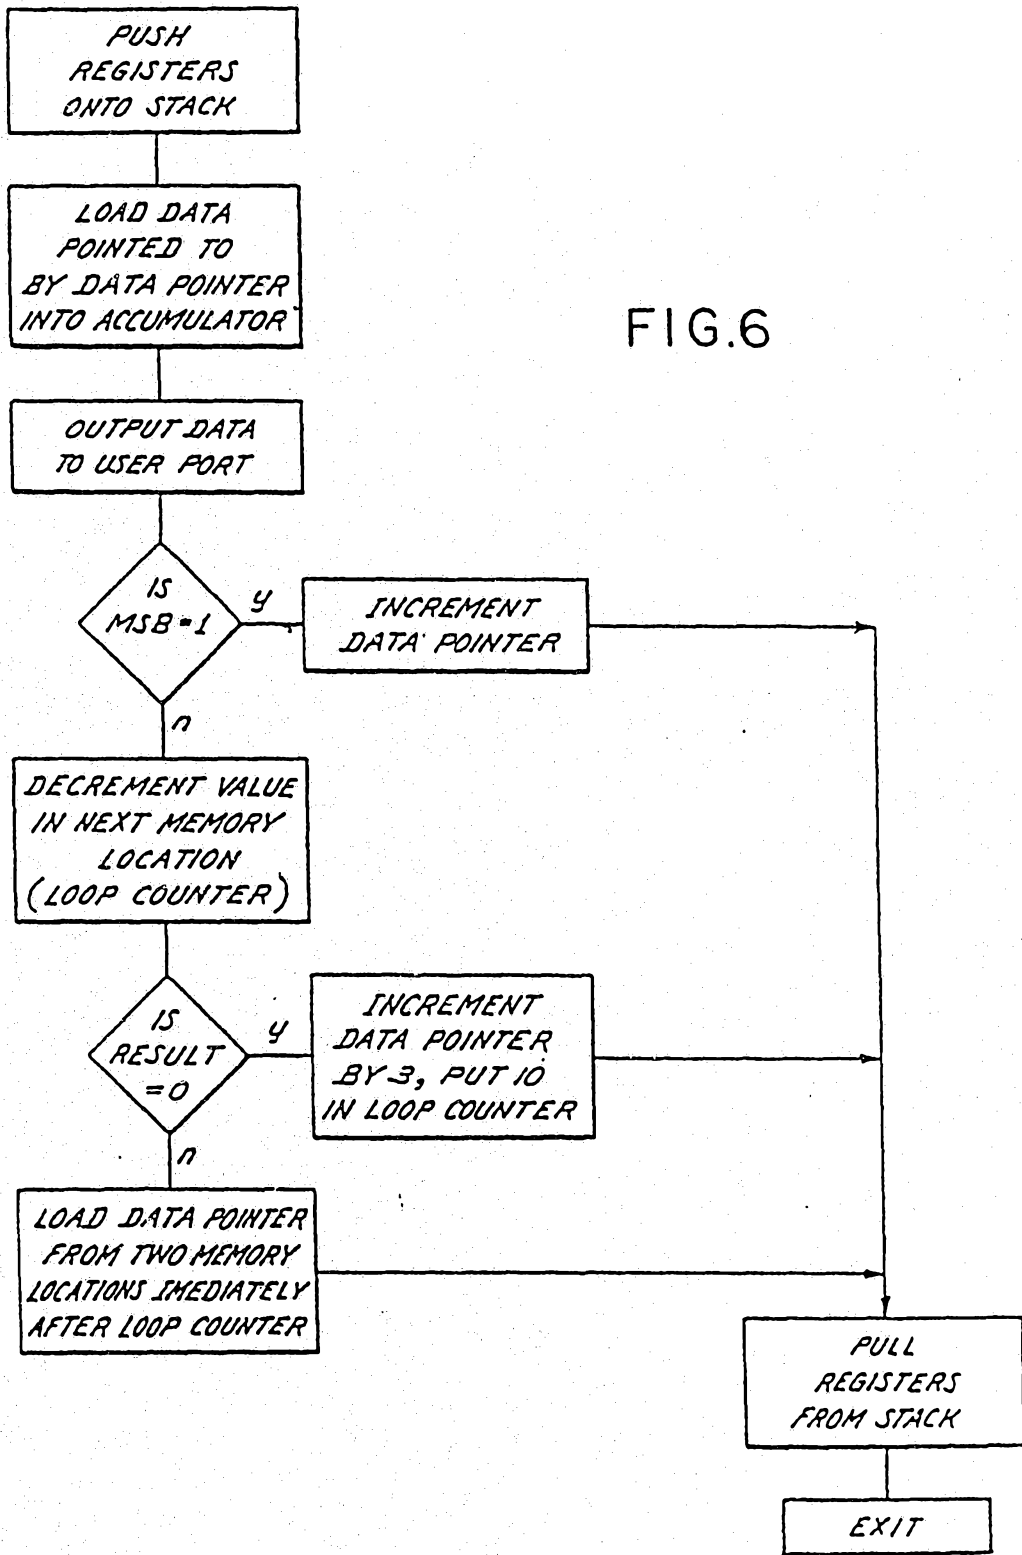 PUSH
REGISTERS
ONTO STACK
LOAD DATA
POINTED TO
BY DATA POINTER
INTO ACCUMULATOR
FIG.6
OUTPUT DATA
TO USER PORT
IS
MSB=1
y
INCREMENT
DATA POINTER
n
DECREMENT VALUE
IN NEXT MEMORY
LOCATION
(LOOP COUNTER)
IS
RESULT
=0
y
INCREMENT
DATA POINTER
BY 3, PUT 10
IN LOOP COUNTER
n
LOAD DATA POINTER
FROM TWO MEMORY
LOCATIONS IMEDIATELY
AFTER LOOP COUNTER
PULL
REGISTERS
FROM STACK
EXIT